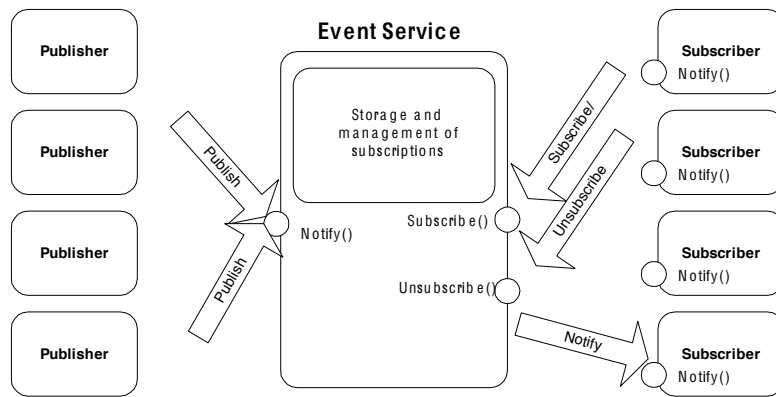 Event Service
Publisher
Publisher
Publisher
Publisher
Publish
Publish
Storage and
management of
subscriptions
Notify()
Subscribe()
Unsubscribe()
Subscribe/
Unsubscribe
Notify
Subscriber
Notify()
Subscriber
Notify()
Subscriber
Notify()
Subscriber
Notify()